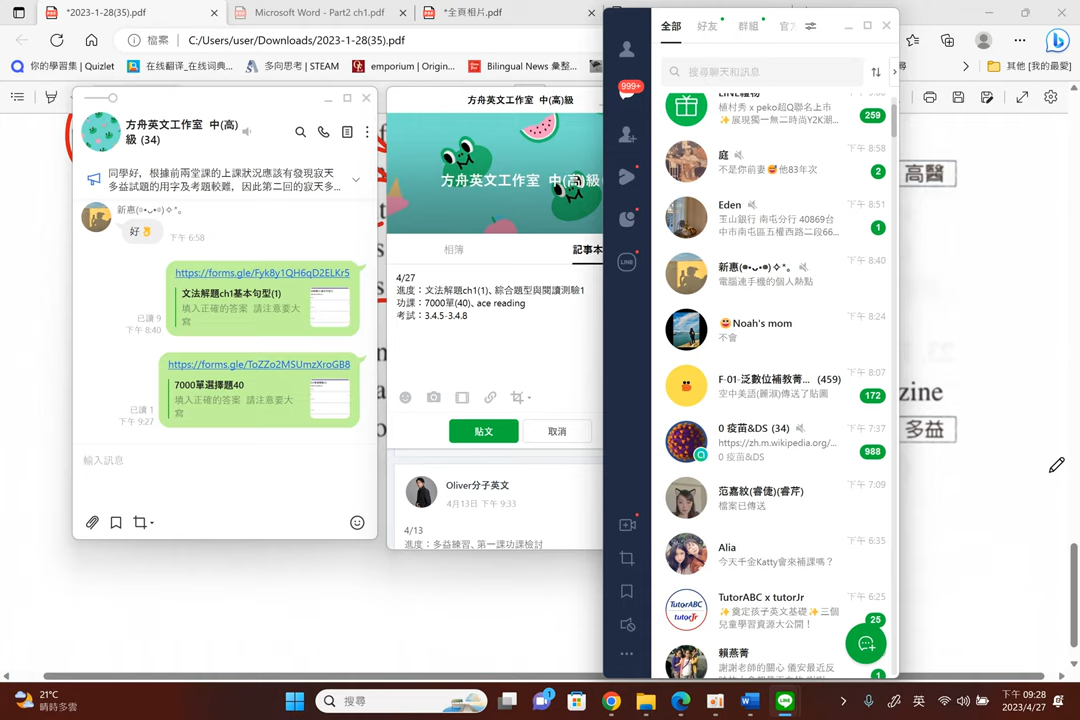 *2023-1-28(35).pdf
Microsoft Word - Part2 ch1.pdf
*全頁相片.pdf
檔案
C:/Users/user/Downloads/2023-1-28(35).pdf
你的學習集 | Quizlet
在线翻译_在线词典...
多向思考 | STEAM
emporium | Origin...
Bilingual News 彙整...
其他 [我的最愛]
方舟英文工作室 中(高)
級 (34)
同學好，根據前兩堂課的上課狀況應該有發現寂天
多益試題的用字及考題較難，因此第二回的寂天多...
新惠(๑•ᴗ•๑)✧*。
好👌
下午 6:58
https://forms.gle/Fyk8y1QH6qD2ELKr5
文法解題ch1基本句型(1)
填入正確的答案 請注意要大
寫
已讀 9
下午 8:40
https://forms.gle/ToZZo2MSUmzXroGB8
7000單選擇題40
填入正確的答案 請注意要大
寫
已讀 1
下午 9:27
輸入訊息
方舟英文工作室 中(高)級
方舟英文工作室 中(高)級
相簿
記事本
4/27
進度：文法解題ch1(1)、綜合題型與閱讀測驗1
功課：7000單(40)、ace reading
考試：3.4.5-3.4.8
貼文
取消
Oliver分子英文
4月13日 下午 9:33
4/13
進度：多益練習、第一課功課檢討
999+
LINE
全部
好友
群組
搜尋聊天和訊息
LINE禮物
植村秀 x peko超Q聯名上市
✨展現獨一無二時尚Y2K潮...
259
庭
不是你前妻😅他83年次
下午 8:58
2
Eden
玉山銀行 南屯分行 40869台
中市南屯區五權西路二段66...
下午 8:51
1
新惠(๑•ᴗ•๑)✧*。
電腦連手機的個人熱點
下午 8:40
😀Noah's mom
不會
下午 8:24
F-01-泛數位補教菁... (459)
空中美語(麗淑)傳送了貼圖
下午 8:07
172
0 疫苗&DS (34)
https://zh.m.wikipedia.org/...
0 疫苗&DS
下午 7:37
988
范嘉紋(睿倢)(睿芹)
檔案已傳送
下午 7:09
Alia
今天千金Katty會來補課嗎？
下午 6:35
TutorABC x tutorJr
✨奠定孩子英文基礎✨三個
兒童學習資源大公開！
下午 6:25
25
TutorABC
tutorJr
賴燕菁
謝謝老師的關心 儀安最近反
1
高醫
zine
多益
21°C
晴時多雲
搜尋
1
英
下午 09:28
2023/4/27